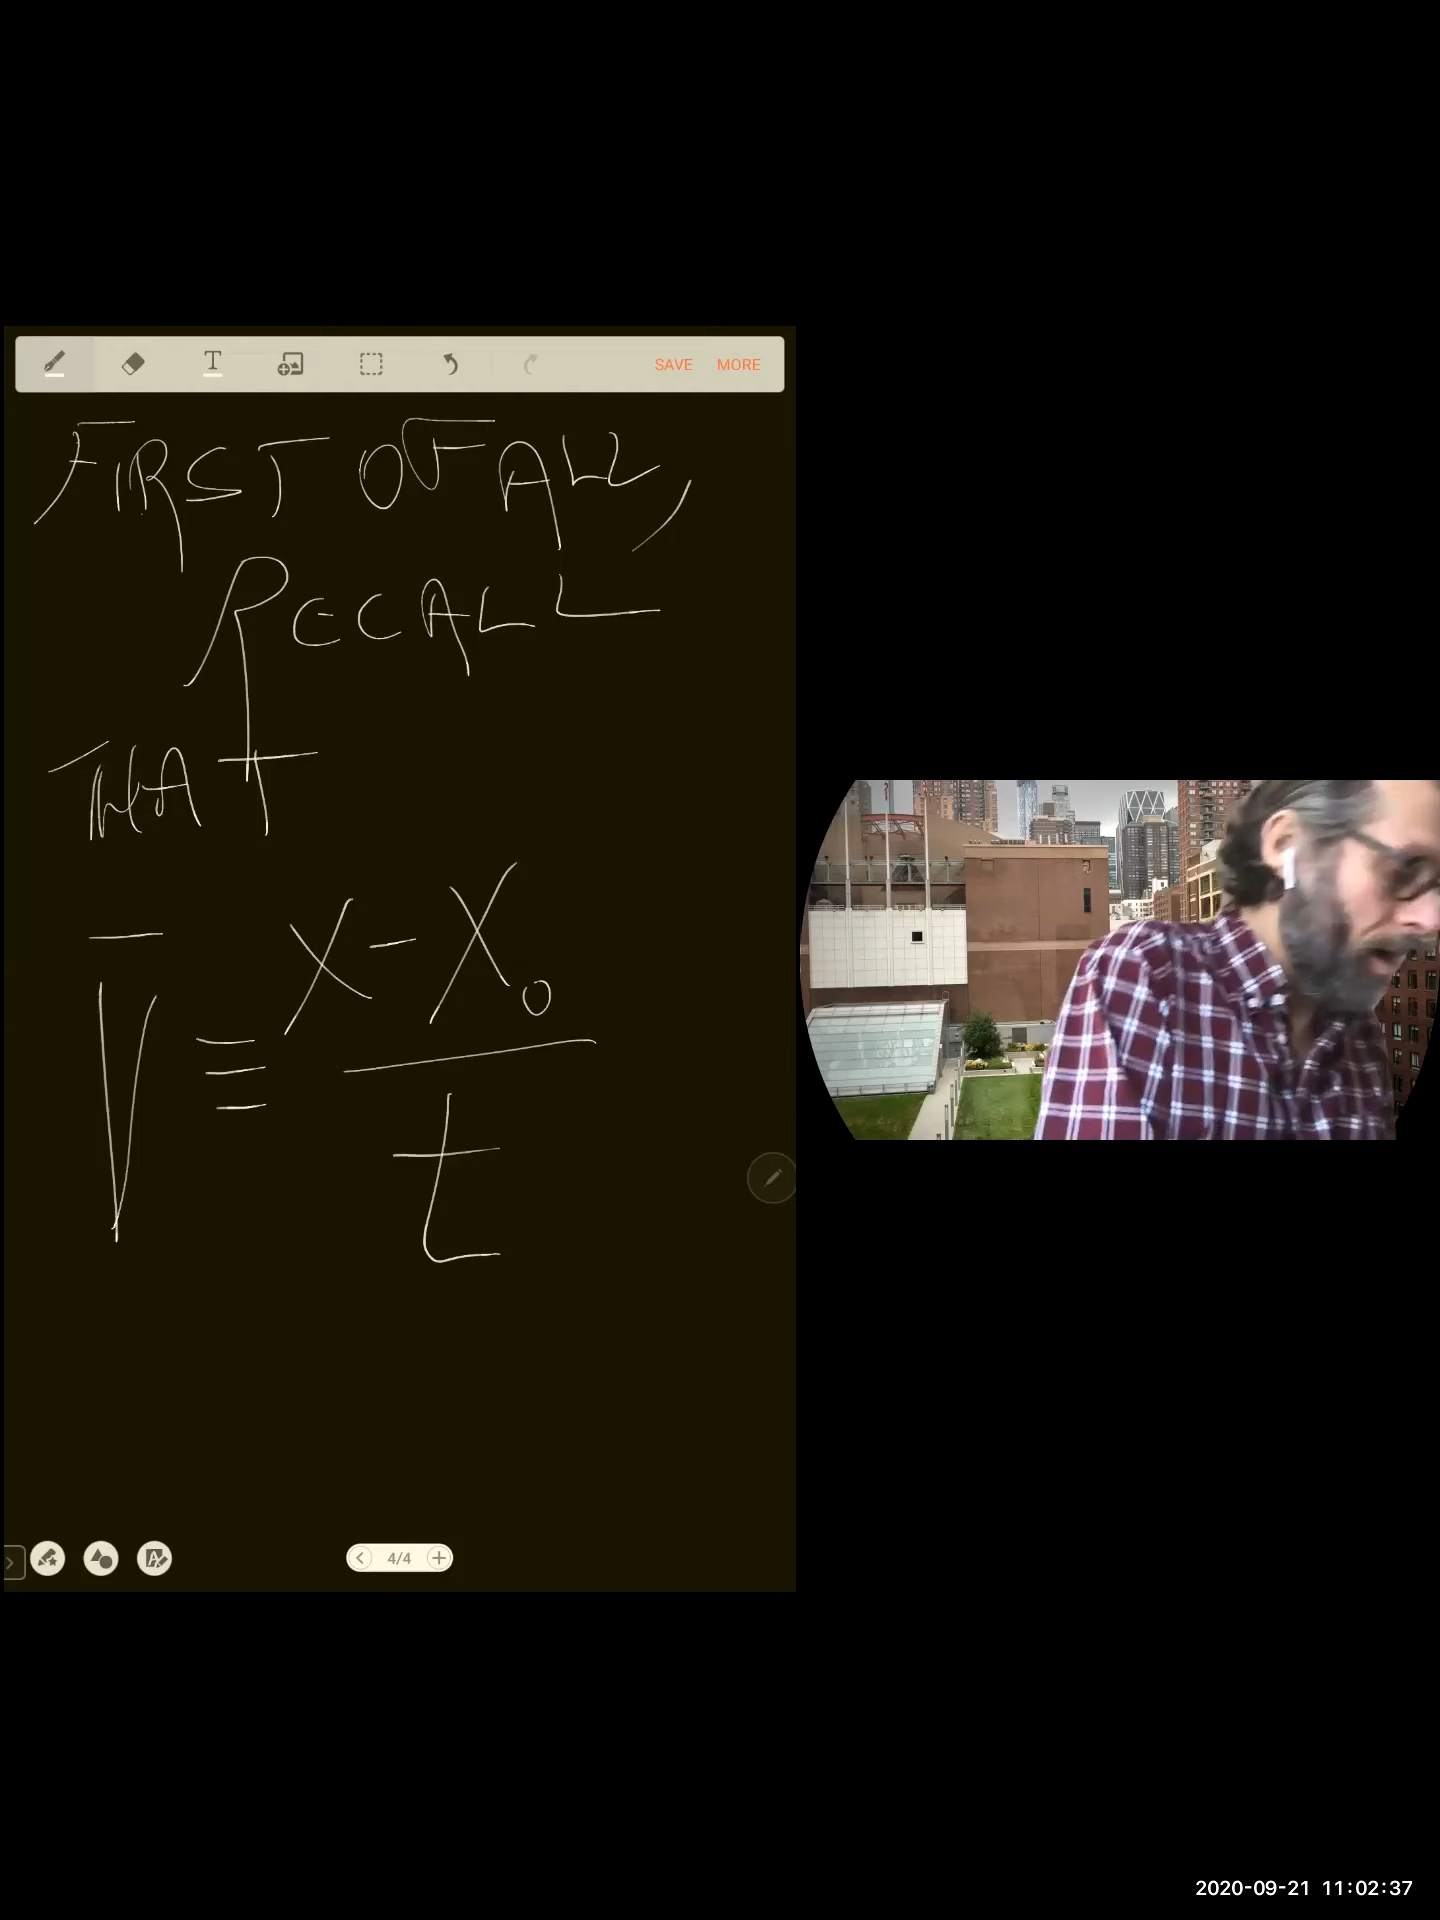 T
SAVE MORE
FIRST OF ALL,
RECALL
THAT
V̄ ≡ X - X₀
t
A
4/4
2020-09-21 11:02:37